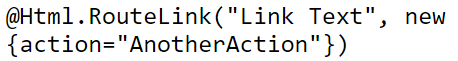 @Html.RouteLink("Link Text", new
{action="AnotherAction"})